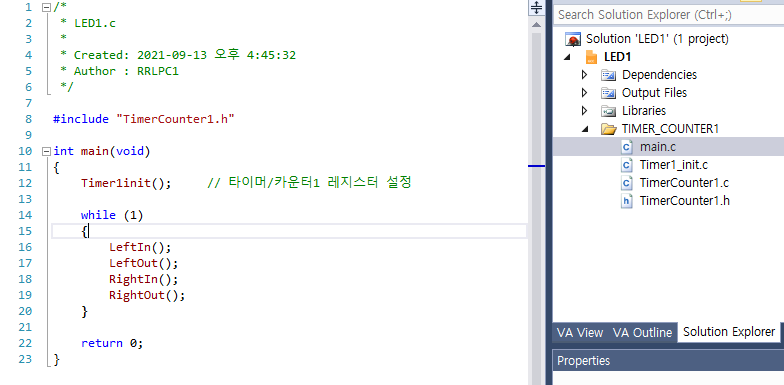 1 /*
2  * LED1.c
3  *
4  * Created: 2021-09-13 오후 4:45:32
5  * Author : RRLPC1
6  */
7
8 #include "TimerCounter1.h"
9
10 int main(void)
11 {
12     Timer1init();     // 타이머/카운터1 레지스터 설정
13
14     while (1)
15     {
16         LeftIn();
17         LeftOut();
18         RightIn();
19         RightOut();
20     }
21
22     return 0;
23 }
Search Solution Explorer (Ctrl+;)
Solution 'LED1' (1 project)
LED1
Dependencies
Output Files
Libraries
TIMER_COUNTER1
main.c
Timer1_init.c
TimerCounter1.c
TimerCounter1.h
VA View VA Outline Solution Explorer
Properties